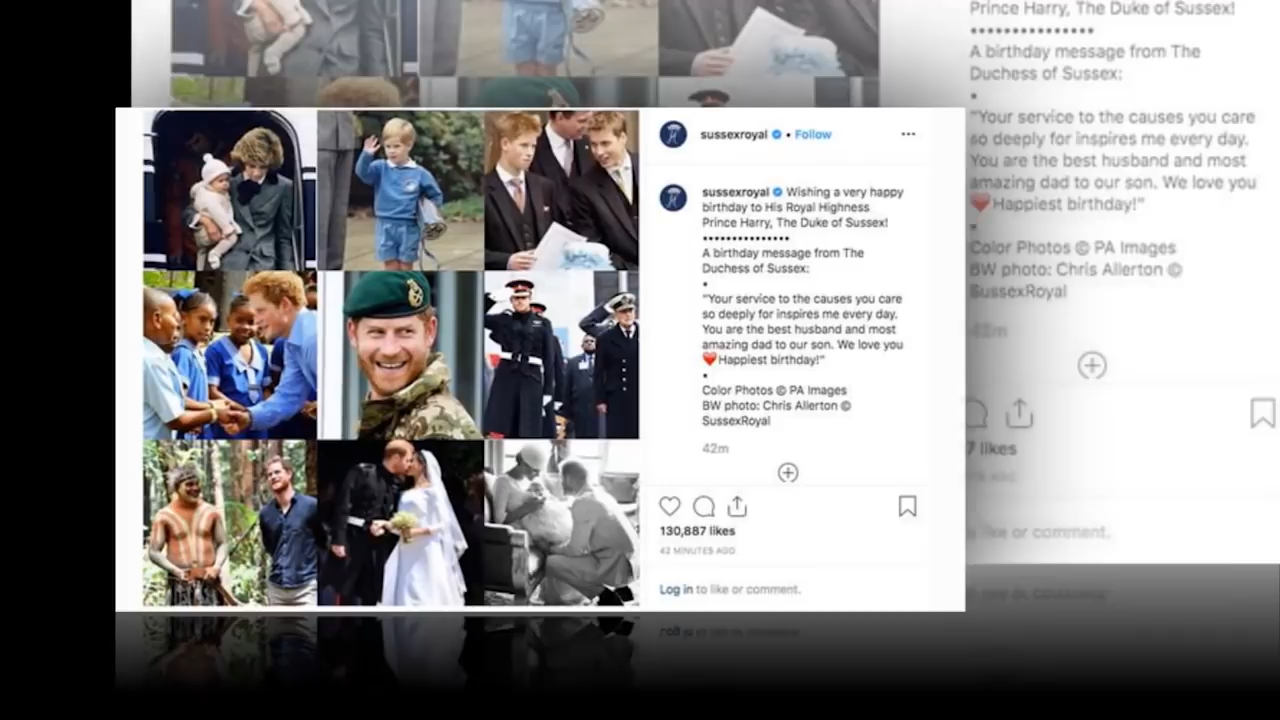 Prince Harry, The Duke of Sussex!
•••••••••••••••
A birthday message from The
Duchess of Sussex:
•
"Your service to the causes you care
so deeply for inspires me every day.
You are the best husband and most
amazing dad to our son. We love you
❤️Happiest birthday!"
•
Color Photos © PA Images
BW photo: Chris Allerton ©
SussexRoyal
42m
7 likes
like or comment.
sussexroyal • Follow
sussexroyal Wishing a very happy
birthday to His Royal Highness
Prince Harry, The Duke of Sussex!
•••••••••••••••
A birthday message from The
Duchess of Sussex:
•
"Your service to the causes you care
so deeply for inspires me every day.
You are the best husband and most
amazing dad to our son. We love you
❤️Happiest birthday!"
•
Color Photos © PA Images
BW photo: Chris Allerton ©
SussexRoyal
42m
130,887 likes
42 MINUTES AGO
Log in to like or comment.